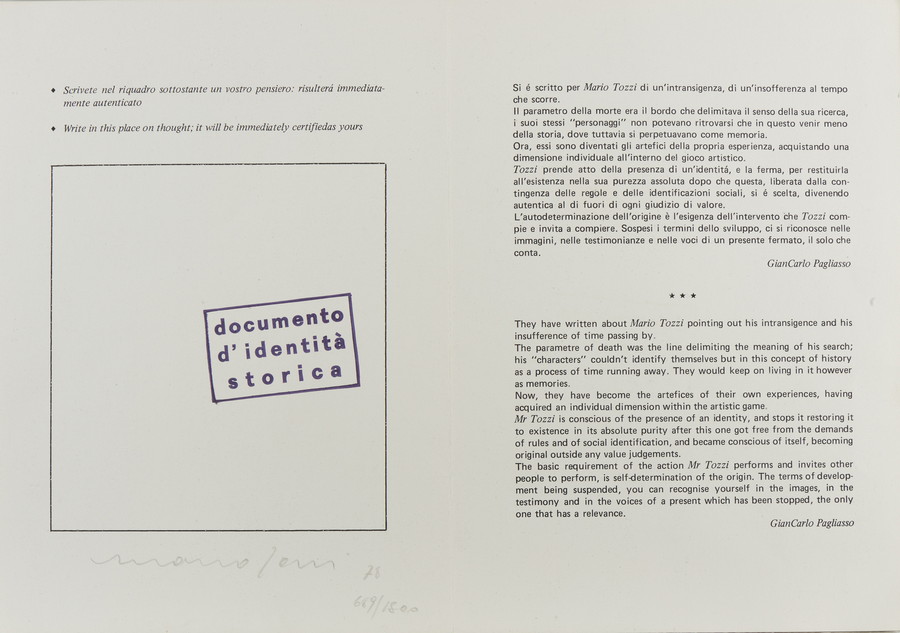 ♦ Scrivete nel riquadro sottostante un vostro pensiero: risulterá immediata-
mente autenticato
♦ Write in this place on thought; it will be immediately certifiedas yours
documento
d'identità
storica
78
669/1800
Si é scritto per Mario Tozzi di un'intransigenza, di un'insofferenza al tempo
che scorre.
Il parametro della morte era il bordo che delimitava il senso della sua ricerca,
i suoi stessi "personaggi" non potevano ritrovarsi che in questo venir meno
della storia, dove tuttavia si perpetuavano come memoria.
Ora, essi sono diventati gli artefici della propria esperienza, acquistando una
dimensione individuale all'interno del gioco artistico.
Tozzi prende atto della presenza di un'identitá, e la ferma, per restituirla
all'esistenza nella sua purezza assoluta dopo che questa, liberata dalla con-
tingenza delle regole e delle identificazioni sociali, si é scelta, divenendo
autentica al di fuori di ogni giudizio di valore.
L'autodeterminazione dell'origine è l'esigenza dell'intervento che Tozzi com-
pie e invita a compiere. Sospesi i termini dello sviluppo, ci si riconosce nelle
immagini, nelle testimonianze e nelle voci di un presente fermato, il solo che
conta.
GianCarlo Pagliasso
★ ★ ★
They have written about Mario Tozzi pointing out his intransigence and his
insufference of time passing by.
The parametre of death was the line delimiting the meaning of his search;
his "characters" couldn't identify themselves but in this concept of history
as a process of time running away. They would keep on living in it however
as memories.
Now, they have become the artefices of their own experiences, having
acquired an individual dimension within the artistic game.
Mr Tozzi is conscious of the presence of an identity, and stops it restoring it
to existence in its absolute purity after this one got free from the demands
of rules and of social identification, and became conscious of itself, becoming
original outside any value judgements.
The basic requirement of the action Mr Tozzi performs and invites other
people to perform, is self-determination of the origin. The terms of develop-
ment being suspended, you can recognise yourself in the images, in the
testimony and in the voices of a present which has been stopped, the only
one that has a relevance.
GianCarlo Pagliasso